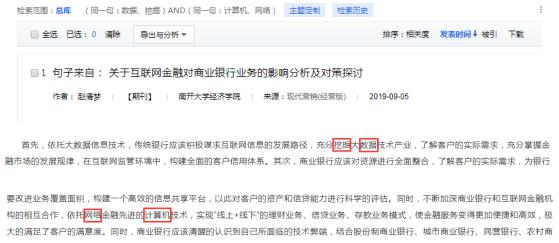 检索范围：总库 （同一句：数据、挖掘）AND（同一句：计算机、网络） 主题定制 检索历史
全选 已选：0 清除 导出与分析 排序：相关度 发表时间↓ 被引 下载
1 句子来自： 关于互联网金融对商业银行业务的影响分析及对策探讨
作者： 赵倩梦 【期刊】 南开大学经济学院 来源：现代营销(经营版) 2019-09-05
首先，依托大数据信息技术，传统银行应该积极谋求互联网信息的发展路径，充分挖掘大数据技术产业，了解客户的实际需求，充分掌握金
融市场的发展规律，在互联网监管环境中，构建全面的客户信用体系。其次，商业银行应该对资源进行全面整合，了解客户的实际需求，为银行
要改进业务覆盖面积，构建一个高效的信息共享平台，以此对客户的资产和信贷能力进行科学的评估。同时，不断加深商业银行和互联网金融机
构的相互合作，依托网络金融先进的计算机技术，实现"线上+线下"的理财业务、信贷业务、存款业务模式，使金融服务变得更加便捷和高效，极
大的满足了客户的满意度。同时，商业银行应该清醒的认识到自己所面临的技术弊端，结合股份制商业银行、城市商业银行、民营银行、农村商